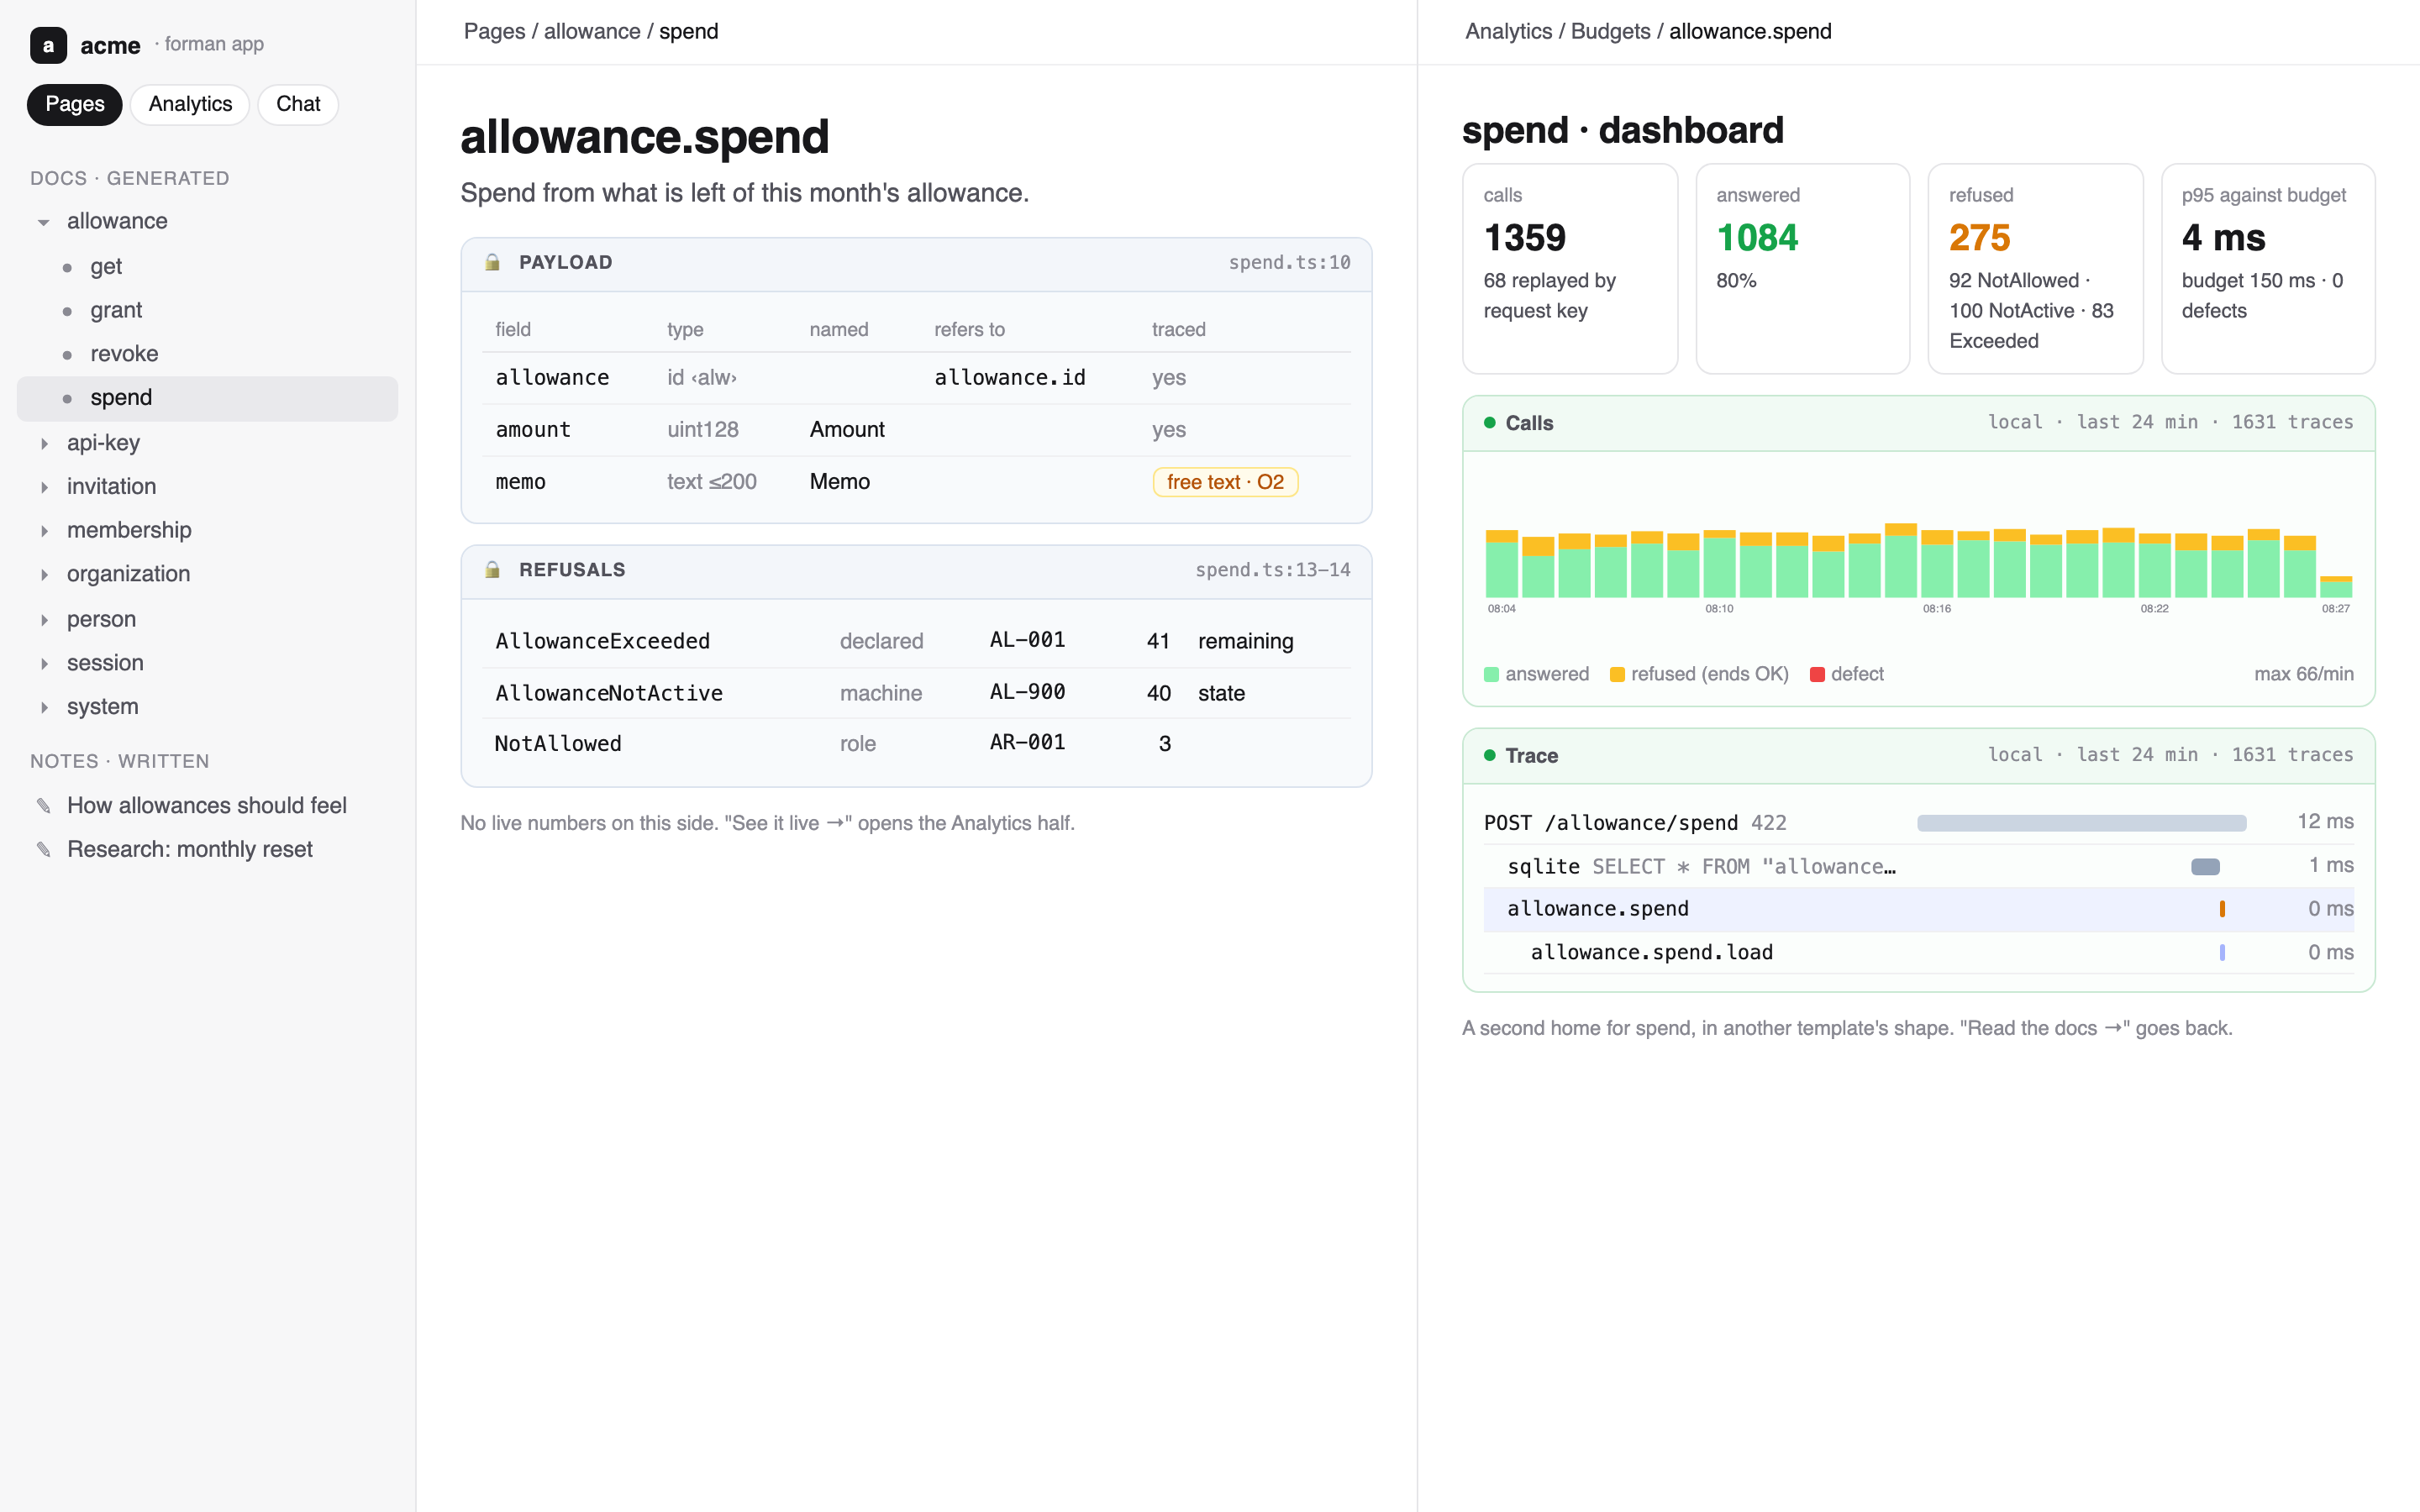 a acme · forman app
Pages Analytics Chat
DOCS · GENERATED
allowance
get
grant
revoke
spend
api-key
invitation
membership
organization
person
session
system
NOTES · WRITTEN
How allowances should feel
Research: monthly reset
Pages / allowance / spend
allowance.spend
Spend from what is left of this month's allowance.
PAYLOAD spend.ts:10
field type named refers to traced
allowance id ‹alw› allowance.id yes
amount uint128 Amount yes
memo text ≤200 Memo free text · O2
REFUSALS spend.ts:13–14
AllowanceExceeded declared AL–001 41 remaining
AllowanceNotActive machine AL–900 40 state
NotAllowed role AR–001 3
No live numbers on this side. "See it live →" opens the Analytics half.
Analytics / Budgets / allowance.spend
spend · dashboard
calls
1359
68 replayed by
request key
answered
1084
80%
refused
275
92 NotAllowed ·
100 NotActive · 83
Exceeded
p95 against budget
4 ms
budget 150 ms · 0
defects
Calls local · last 24 min · 1631 traces
08:04 08:10 08:16 08:22 08:27
answered refused (ends OK) defect max 66/min
Trace local · last 24 min · 1631 traces
POST /allowance/spend 422 12 ms
sqlite SELECT * FROM "allowance… 1 ms
allowance.spend 0 ms
allowance.spend.load 0 ms
A second home for spend, in another template's shape. "Read the docs →" goes back.